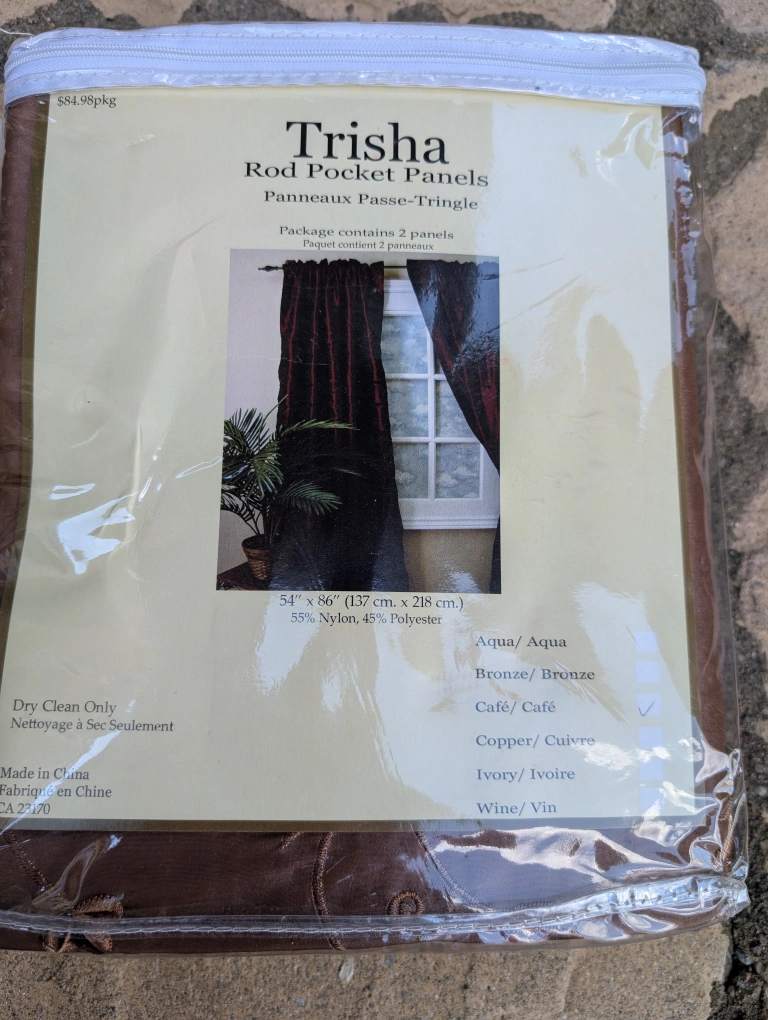 $84.98pkg
Trisha
Rod Pocket Panels
Panneaux Passe-Tringle
Package contains 2 panels
Paquet contient 2 panneaux
54" x 86" (137 cm. x 218 cm.)
55% Nylon, 45% Polyester
Aqua/ Aqua
Bronze/ Bronze
Café/ Café
Copper/ Cuivre
Ivory/ Ivoire
Wine/ Vin
Dry Clean Only
Nettoyage à Sec Seulement
Made in China
Fabriqué en Chine
CA 23170